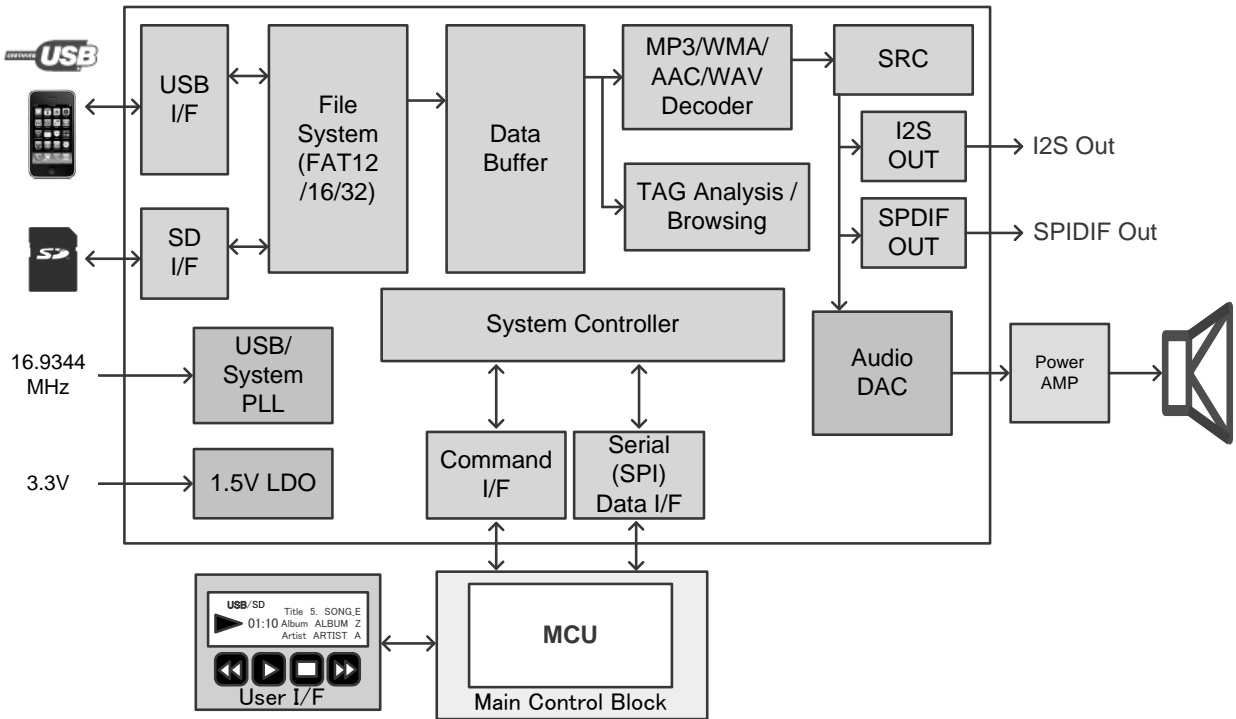 USB
USB
I/F
File
System
(FAT12
/16/32)
Data
Buffer
MP3/WMA/
AAC/WAV
Decoder
SRC
I2S
OUT
I2S Out
TAG Analysis /
Browsing
SPDIF
OUT
SPIDIF Out
SD
I/F
SD
System Controller
16.9344
MHz
USB/
System
PLL
Audio
DAC
Power
AMP
3.3V
1.5V LDO
Command
I/F
Serial
(SPI)
Data I/F
USB/SD
Title 5. SONG_E
01:10 Album ALBUM Z
Artist ARTIST A
User I/F
MCU
Main Control Block